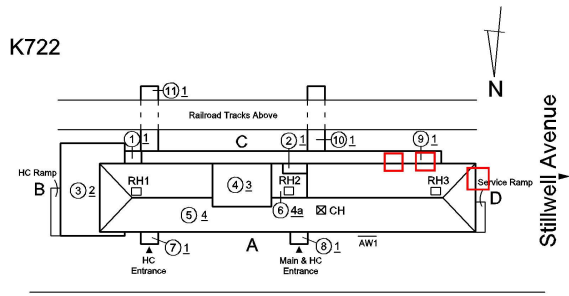 K722
N
11 1
Railroad Tracks Above
1 1
C
2 1
10 1
9 1
HC Ramp
B
3 2
RH1
4 3
RH2
RH3
Service Ramp
D
Stillwell Avenue
5 4
6 4a
CH
7 1
A
8 1
AW1
HC
Entrance
Main & HC
Entrance